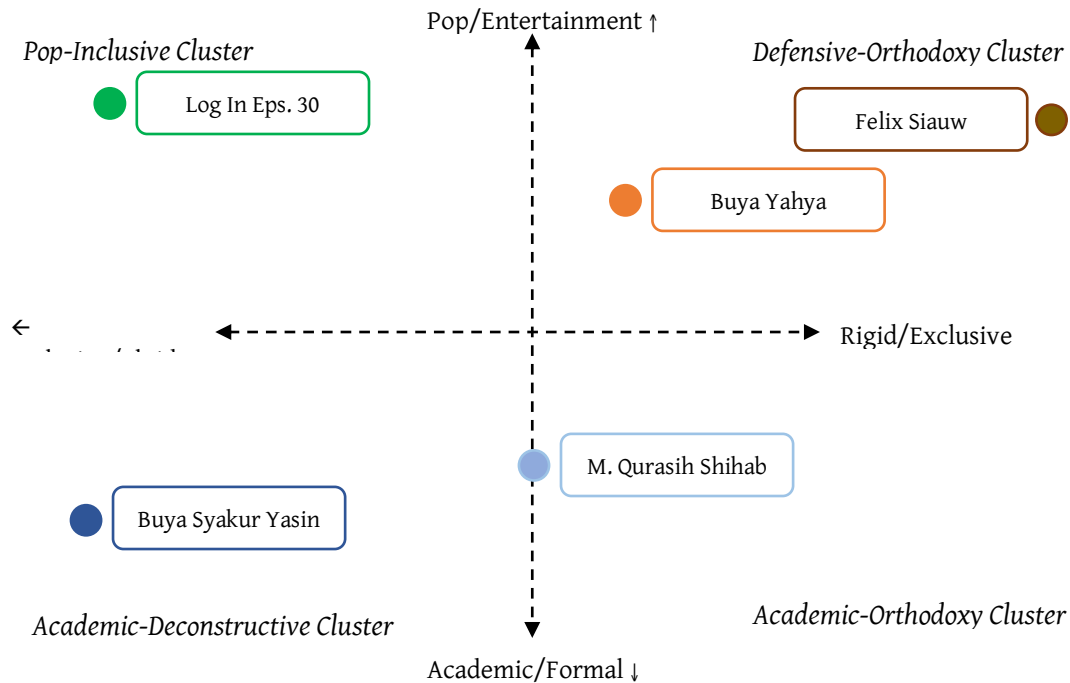 Pop/Entertainment ↑
Pop-Inclusive Cluster
Defensive-Orthodoxy Cluster
Log In Eps. 30
Felix Siauw
Buya Yahya
←
Rigid/Exclusive
M. Qurasih Shihab
Buya Syakur Yasin
Academic-Deconstructive Cluster
Academic-Orthodoxy Cluster
Academic/Formal ↓